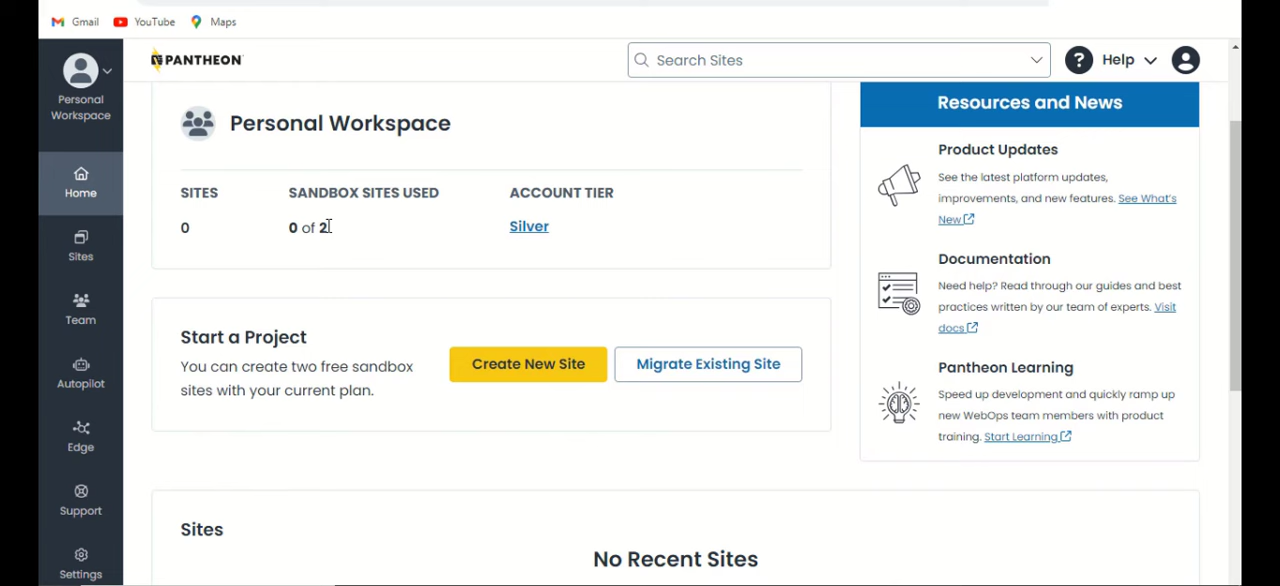 Gmail YouTube Maps
PANTHEON
Search Sites
? Help
Personal
Workspace
Home
Sites
Team
Autopilot
Edge
Support
Settings
Personal Workspace
SITES SANDBOX SITES USED ACCOUNT TIER
0 0 of 2 Silver
Start a Project
You can create two free sandbox
sites with your current plan.
Create New Site Migrate Existing Site
Sites
No Recent Sites
Resources and News
Product Updates
See the latest platform updates,
improvements, and new features. See What's
New
Documentation
Need help? Read through our guides and best
practices written by our team of experts. Visit
docs
Pantheon Learning
Speed up development and quickly ramp up
new WebOps team members with product
training. Start Learning